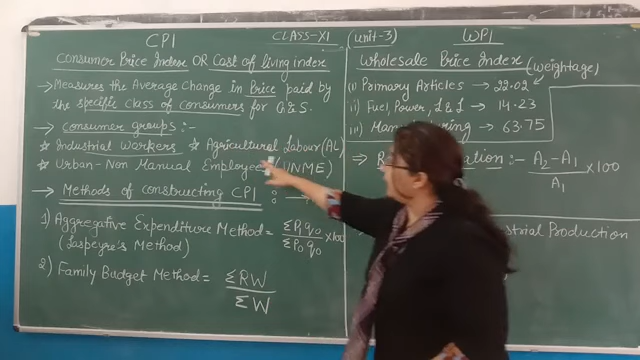 CPI
CLASS-XI
Consumer Price Index OR Cost of living index
→ Measures the Average Change in Price paid by
the specific class of consumers for G & S.
→ Consumer groups :-
☆ Industrial Workers ☆ Agricultural Labour (AL)
☆ Urban - Non Manual Employees (UNME)
→ Methods of constructing CPI : →
1) Aggregative Expenditure Method = ΣP₁q₀ / ΣP₀q₀ × 100
(Laspeyre's Method)
2) Family Budget Method = ΣRW / ΣW
(unit-3)
WPI
Wholesale Price Index (weightage)
(i) Primary Articles → 22.02
ii) Fuel, Power, L & L → 14.23
iii) Man uring → 63.75
→ R ation :- A₂ - A₁ / A₁ × 100
ustrial Production